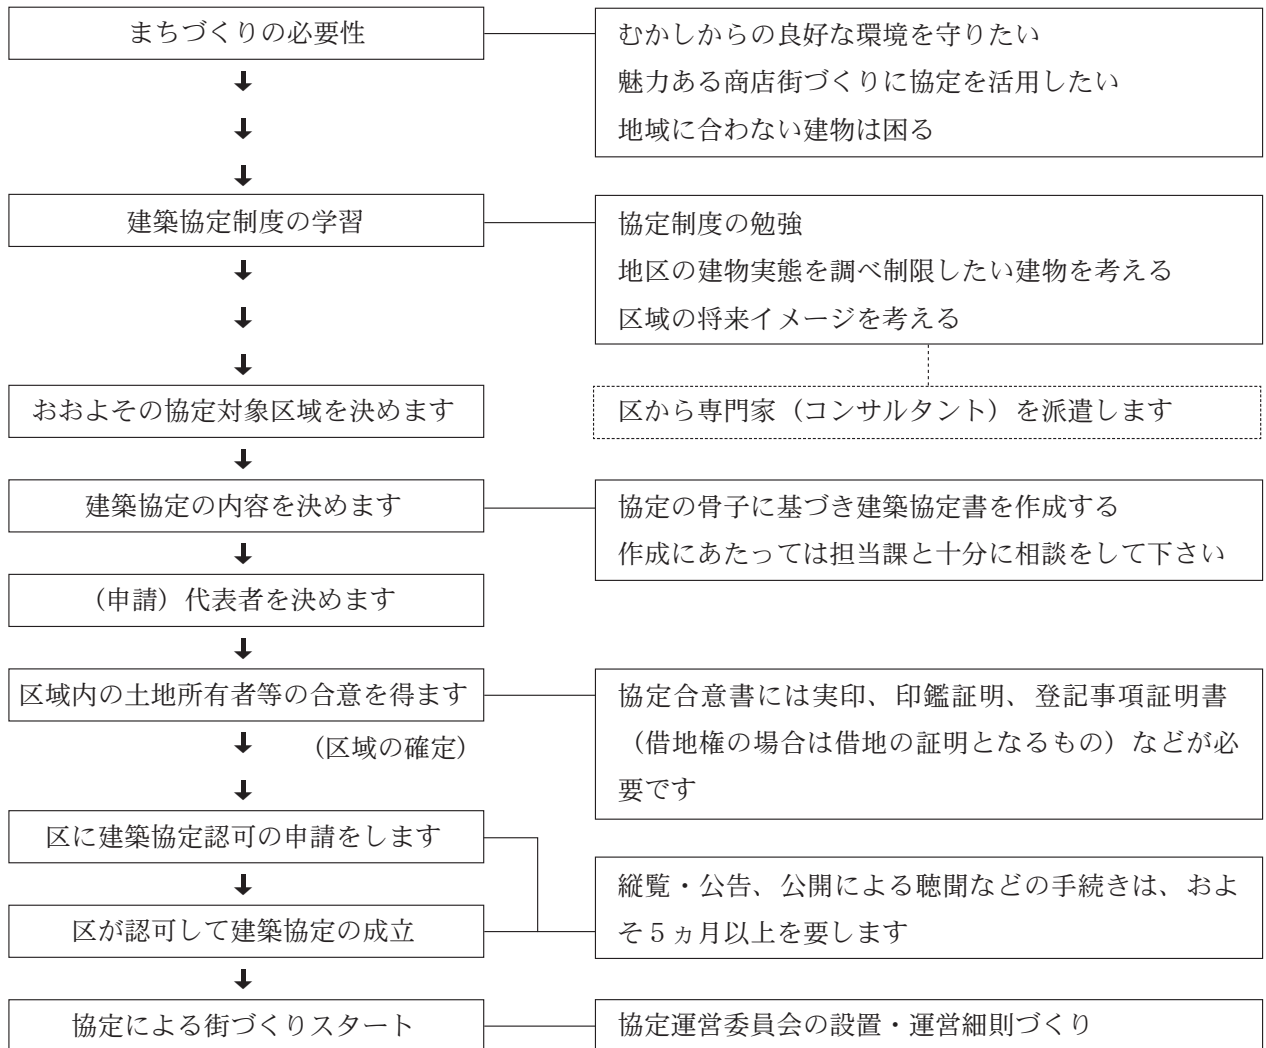 まちづくりの必要性
むかしからの良好な環境を守りたい
魅力ある商店街づくりに協定を活用したい
地域に合わない建物は困る
建築協定制度の学習
協定制度の勉強
地区の建物実態を調べ制限したい建物を考える
区域の将来イメージを考える
おおよその協定対象区域を決めます
区から専門家（コンサルタント）を派遣します
建築協定の内容を決めます
協定の骨子に基づき建築協定書を作成する
作成にあたっては担当課と十分に相談をして下さい
（申請）代表者を決めます
区域内の土地所有者等の合意を得ます
（区域の確定）
協定合意書には実印、印鑑証明、登記事項証明書
（借地権の場合は借地の証明となるもの）などが必
要です
区に建築協定認可の申請をします
区が認可して建築協定の成立
縦覧・公告、公開による聴聞などの手続きは、およ
そ５ヵ月以上を要します
協定による街づくりスタート
協定運営委員会の設置・運営細則づくり